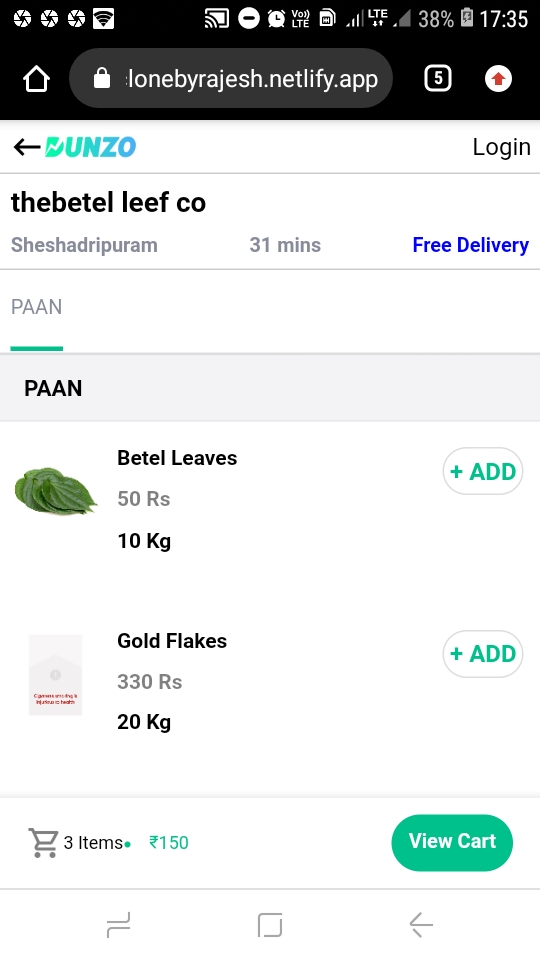 Vo))
LTE
LTE
38%
17:35
:lonebyrajesh.netlify.app
5
DUNZO
Login
thebetel leef co
Sheshadripuram
31 mins
Free Delivery
PAAN
PAAN
Betel Leaves
+ ADD
50 Rs
10 Kg
Gold Flakes
+ ADD
330 Rs
Cigarette smoking is
injurious to health
20 Kg
3 Items
₹150
View Cart